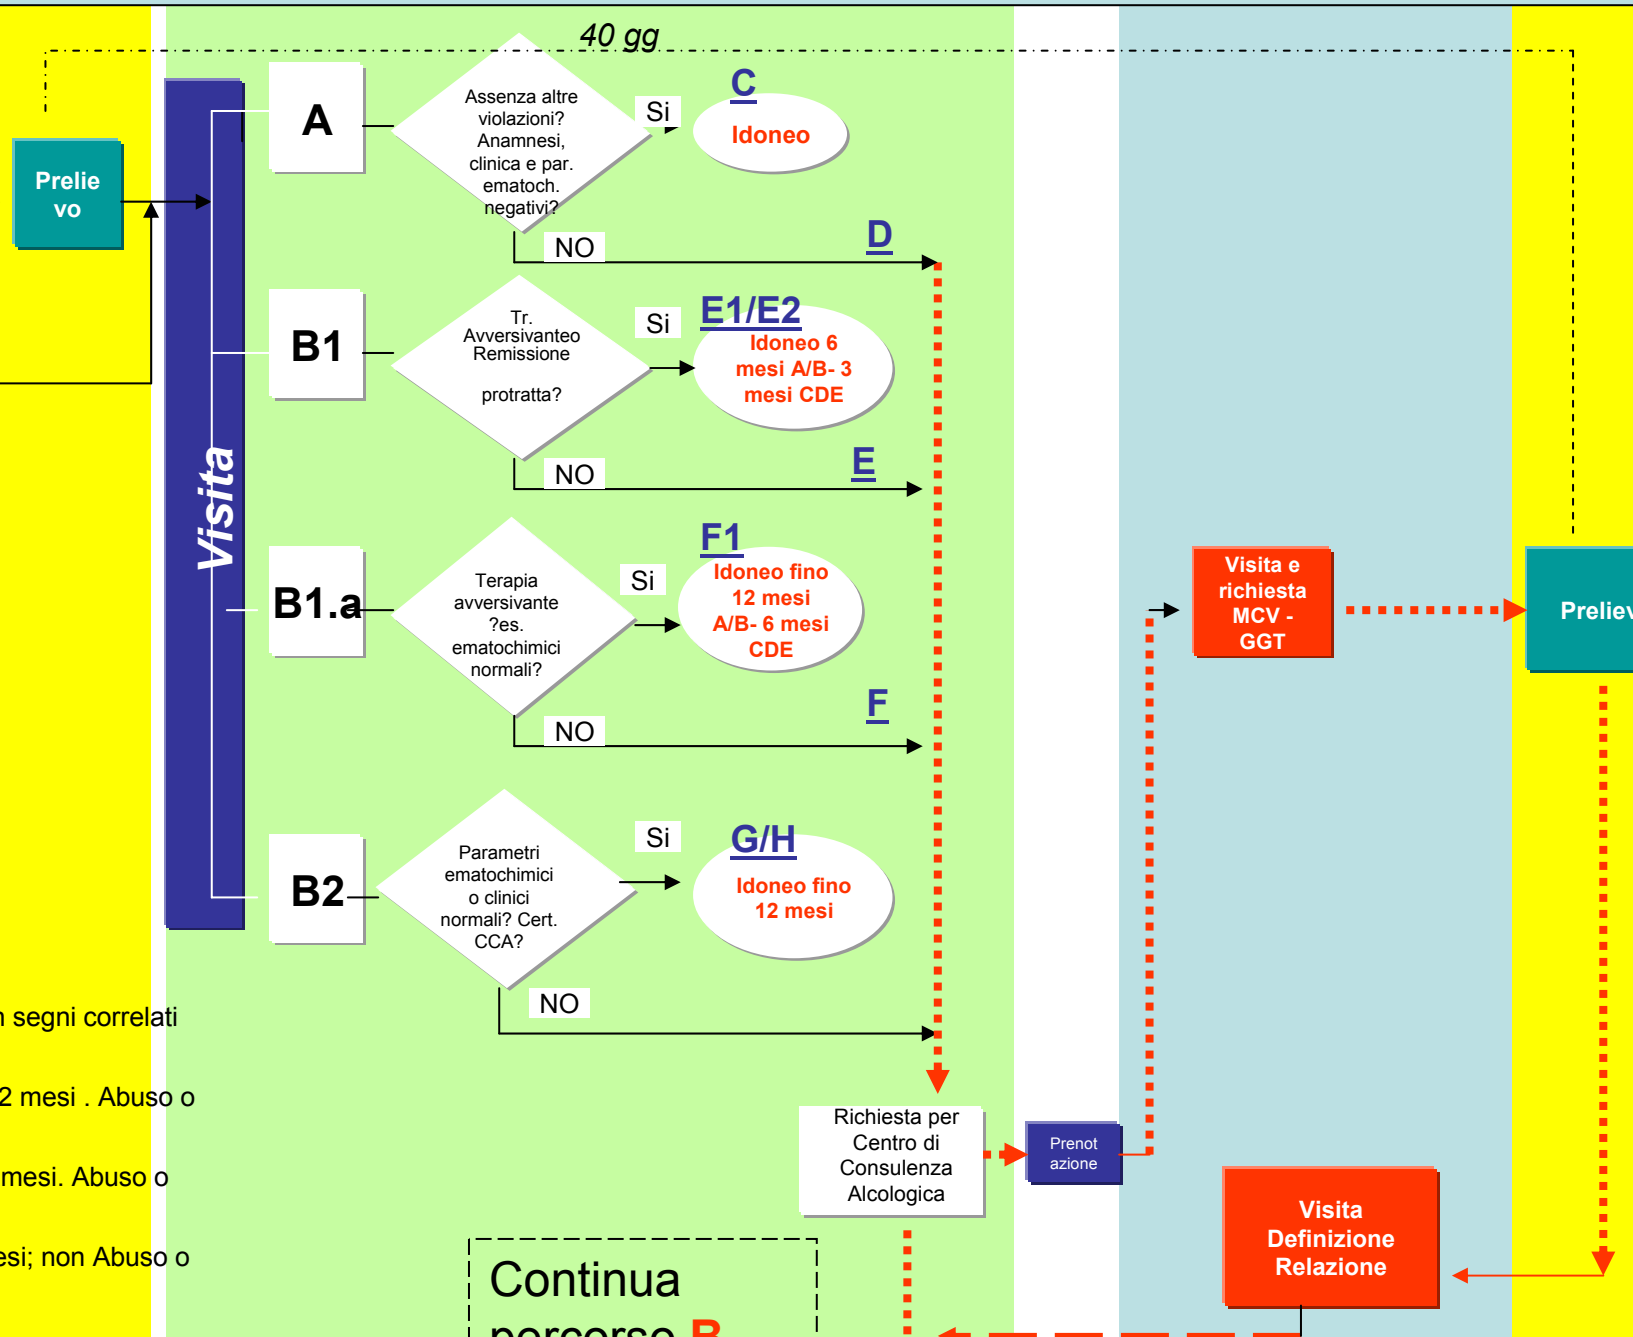 40 gg
Prelie
vo
Visita
A
Assenza altre
violazioni?
Anamnesi,
clinica e par.
ematoch.
negativi?
Si
C
Idoneo
NO
D
B1
Tr.
Avversivanteo
Remissione
protratta?
Si
E1/E2
Idoneo 6
mesi A/B- 3
mesi CDE
NO
E
B1.a
Terapia
avversivante
?es.
ematochimici
normali?
Si
F1
Idoneo fino
12 mesi
A/B- 6 mesi
CDE
NO
F
B2
Parametri
ematochimici
o clinici
normali? Cert.
CCA?
Si
G/H
Idoneo fino
12 mesi
NO
Richiesta per
Centro di
Consulenza
Alcologica
Prenot
azione
Visita e
richiesta
MCV -
GGT
Preliev
Visita
Definizione
Relazione
n segni correlati
2 mesi . Abuso o
mesi. Abuso o
esi; non Abuso o
Continua
percorso B